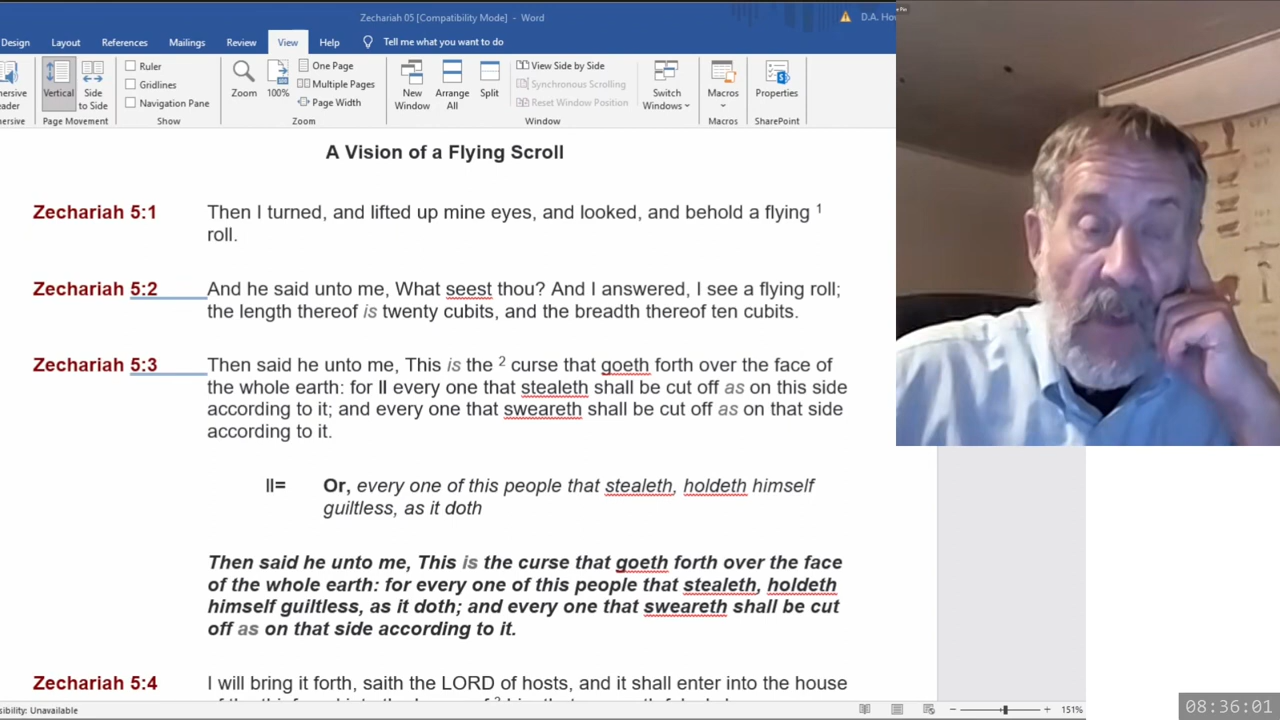 Zechariah 05 [Compatibility Mode] - Word
D.A. Ho
Design Layout References Mailings Review View Help Tell me what you want to do
Vertical
Side
to Side
Page Movement
Ruler
Gridlines
Navigation Pane
Show
Zoom
100%
One Page
Multiple Pages
Page Width
Zoom
New
Window
Arrange
All
Split
View Side by Side
Synchronous Scrolling
Reset Window Position
Window
Switch
Windows
Macros
Macros
Properties
SharePoint
A Vision of a Flying Scroll
Zechariah 5:1 Then I turned, and lifted up mine eyes, and looked, and behold a flying 1
roll.
Zechariah 5:2 And he said unto me, What seest thou? And I answered, I see a flying roll;
the length thereof is twenty cubits, and the breadth thereof ten cubits.
Zechariah 5:3 Then said he unto me, This is the 2 curse that goeth forth over the face of
the whole earth: for II every one that stealeth shall be cut off as on this side
according to it; and every one that sweareth shall be cut off as on that side
according to it.
II= Or, every one of this people that stealeth, holdeth himself
guiltless, as it doth
Then said he unto me, This is the curse that goeth forth over the face
of the whole earth: for every one of this people that stealeth, holdeth
himself guiltless, as it doth; and every one that sweareth shall be cut
off as on that side according to it.
Zechariah 5:4 I will bring it forth, saith the LORD of hosts, and it shall enter into the house
sibility: Unavailable
151%
08:36:01